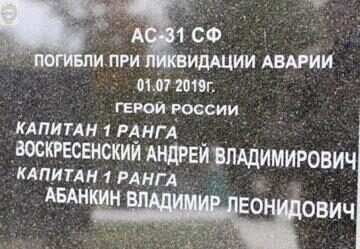 АС-31 СФ
ПОГИБЛИ ПРИ ЛИКВИДАЦИИ АВАРИИ
01.07 2019г.
ГЕРОЙ РОССИИ
КАПИТАН 1 РАНГА
ВОСКРЕСЕНСКИЙ АНДРЕЙ ВЛАДИМИРОВИЧ
КАПИТАН 1 РАНГА
АБАНКИН ВЛАДИМИР ЛЕОНИДОВИЧ